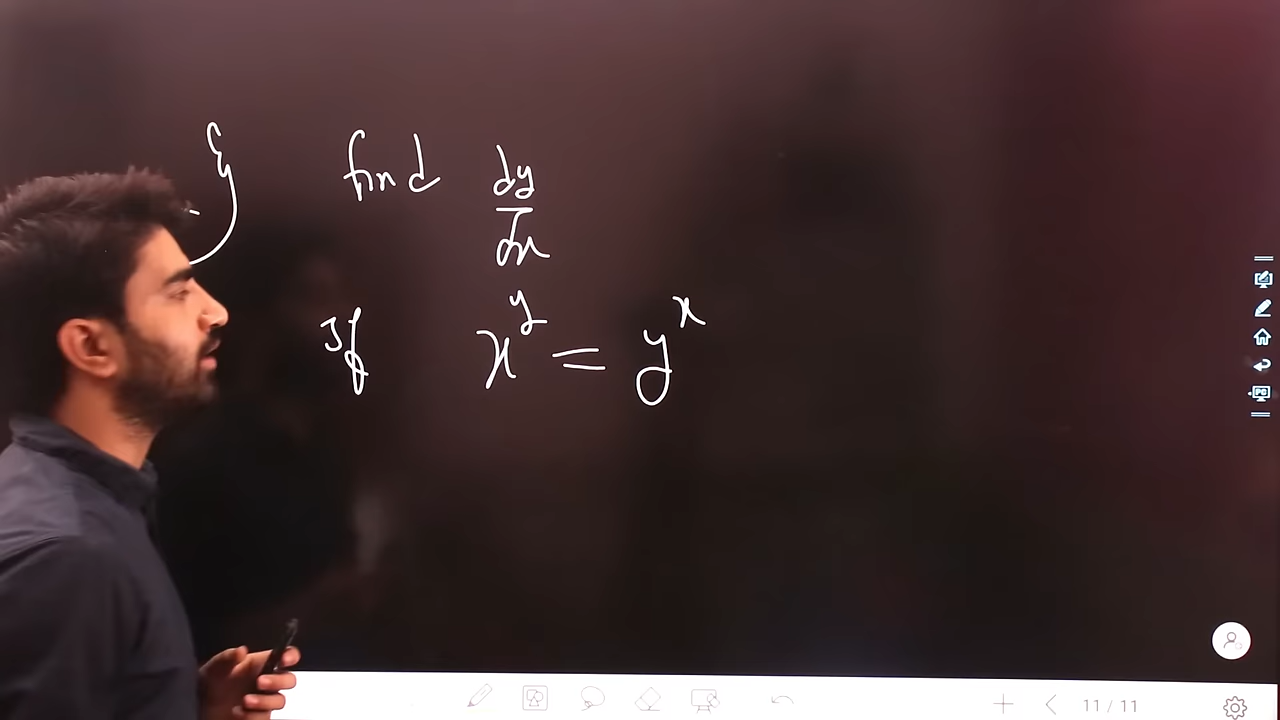 find dy/dx
If x^y = y^x
11 / 11